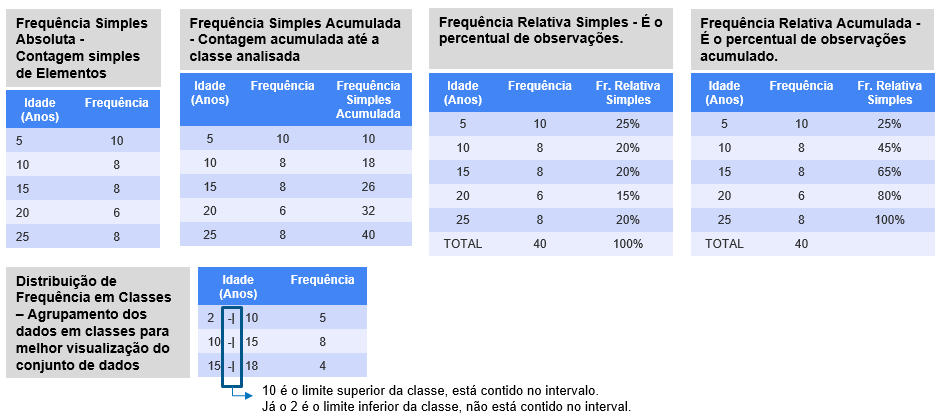 Frequência Simples
Absoluta -
Contagem simples
de Elementos
Idade
(Anos)
Frequência
5 10
10 8
15 8
20 6
25 8
Frequência Simples Acumulada
- Contagem acumulada até a
classe analisada
Idade
(Anos)
Frequência
Frequência
Simples
Acumulada
5 10 10
10 8 18
15 8 26
20 6 32
25 8 40
Frequência Relativa Simples - É o
percentual de observações.
Idade
(Anos)
Frequência
Fr. Relativa
Simples
5 10 25%
10 8 20%
15 8 20%
20 6 15%
25 8 20%
TOTAL 40 100%
Frequência Relativa Acumulada -
É o percentual de observações
acumulado.
Idade
(Anos)
Frequência
Fr. Relativa
Simples
5 10 25%
10 8 45%
15 8 65%
20 6 80%
25 8 100%
TOTAL 40
Distribuição de
Frequência em Classes
– Agrupamento dos
dados em classes para
melhor visualização do
conjunto de dados
Idade
(Anos)
Frequência
2 -| 10 5
10 -| 15 8
15 -| 18 4
10 é o limite superior da classe, está contido no intervalo.
Já o 2 é o limite inferior da classe, não está contido no interval.